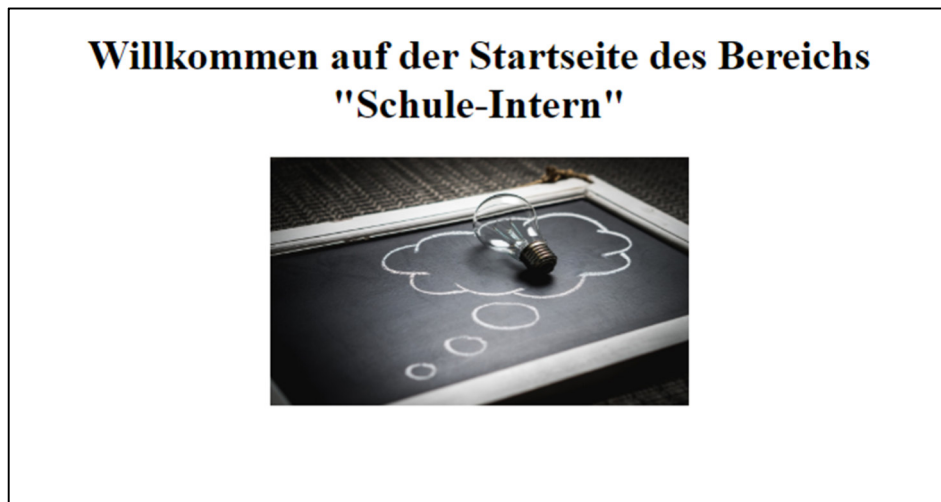 Willkommen auf der Startseite des Bereichs
"Schule-Intern"